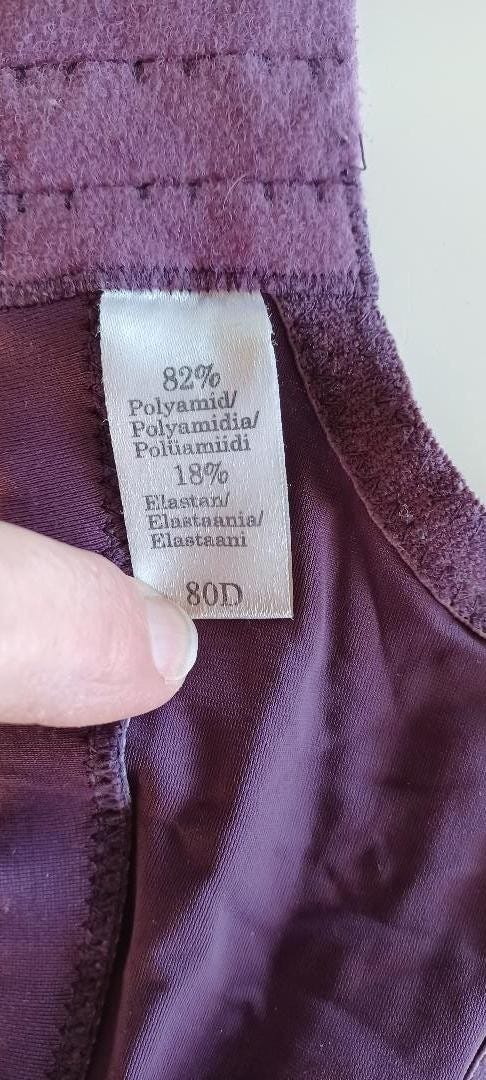 82%
Polyamid/
Polyamidia/
Polüamiidi
18%
Elastan/
Elastaania/
Elastaani
80D